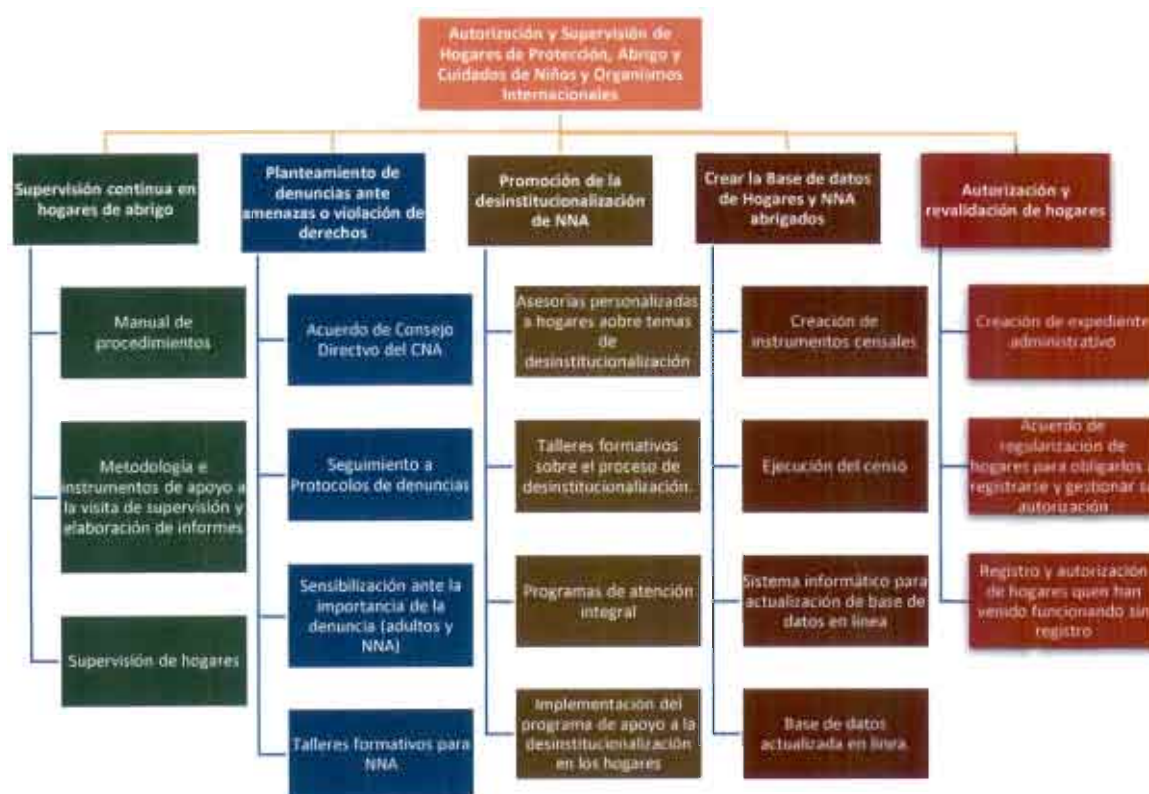 Autorización y Supervisión de
Hogares de Protección, Abrigo y
Cuidados de Niños y Organismos
Internacionales
Supervisión continua en
hogares de abrigo
Manual de
procedimientos
Metodología e
instrumentos de apoyo a
la visita de supervisión y
elaboración de informes
Supervisión de hogares
Planteamiento de
denuncias ante
amenazas o violación de
derechos
Acuerdo de Consejo
Directvo del CNA
Seguimiento a
Protocolos de denuncias
Sensibilización ante la
importancia de la
denuncia (adultos y
NNA)
Talleres formativos para
NNA
Promoción de la
desinstitucionalización
de NNA
Asesorías personalizadas
a hogares sobre temas
de
desinstitucionalización
Talleres formativos
sobre el proceso de
desinstitucionalización.
Programas de atención
integral
Implementación del
programa de apoyo a la
desinstitucionalización
en los hogares
Crear la Base de datos
de Hogares y NNA
abrigados
Creación de
instrumentos censales
Ejecución del censo
Sistema informático para
actualización de base de
datos en línea
Base de datos
actualizada en línea.
Autorización y
revalidación de hogares
Creación de expediente
administrativo
Acuerdo de
regularización de
hogares para obligarlos a
registrarse y gestionar su
autorización
Registro y autorización
de hogares quen han
venido funcionando sin
registro